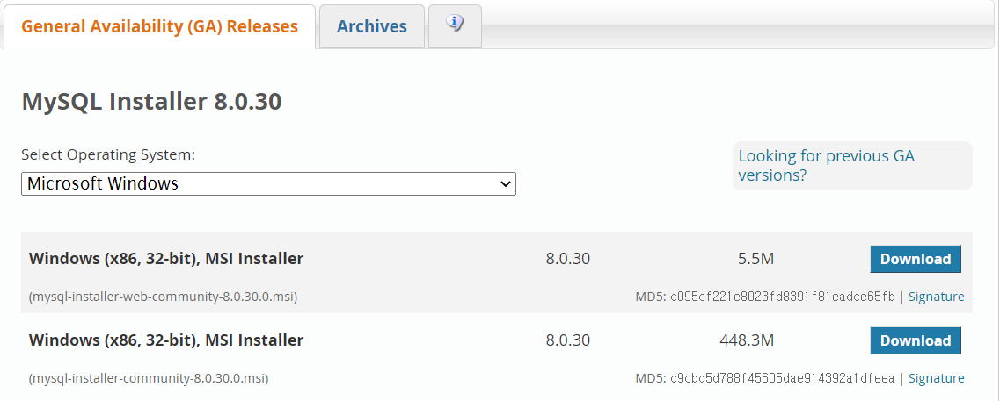 General Availability (GA) Releases
Archives
MySQL Installer 8.0.30
Select Operating System:
Microsoft Windows
Looking for previous GA
versions?
Windows (x86, 32-bit), MSI Installer 8.0.30 5.5M Download
(mysql-installer-web-community-8.0.30.0.msi) MD5: c095cf221e8023fd8391f81eadce65fb | Signature
Windows (x86, 32-bit), MSI Installer 8.0.30 448.3M Download
(mysql-installer-community-8.0.30.0.msi) MD5: c9cbd5d788f45605dae914392a1dfeea | Signature